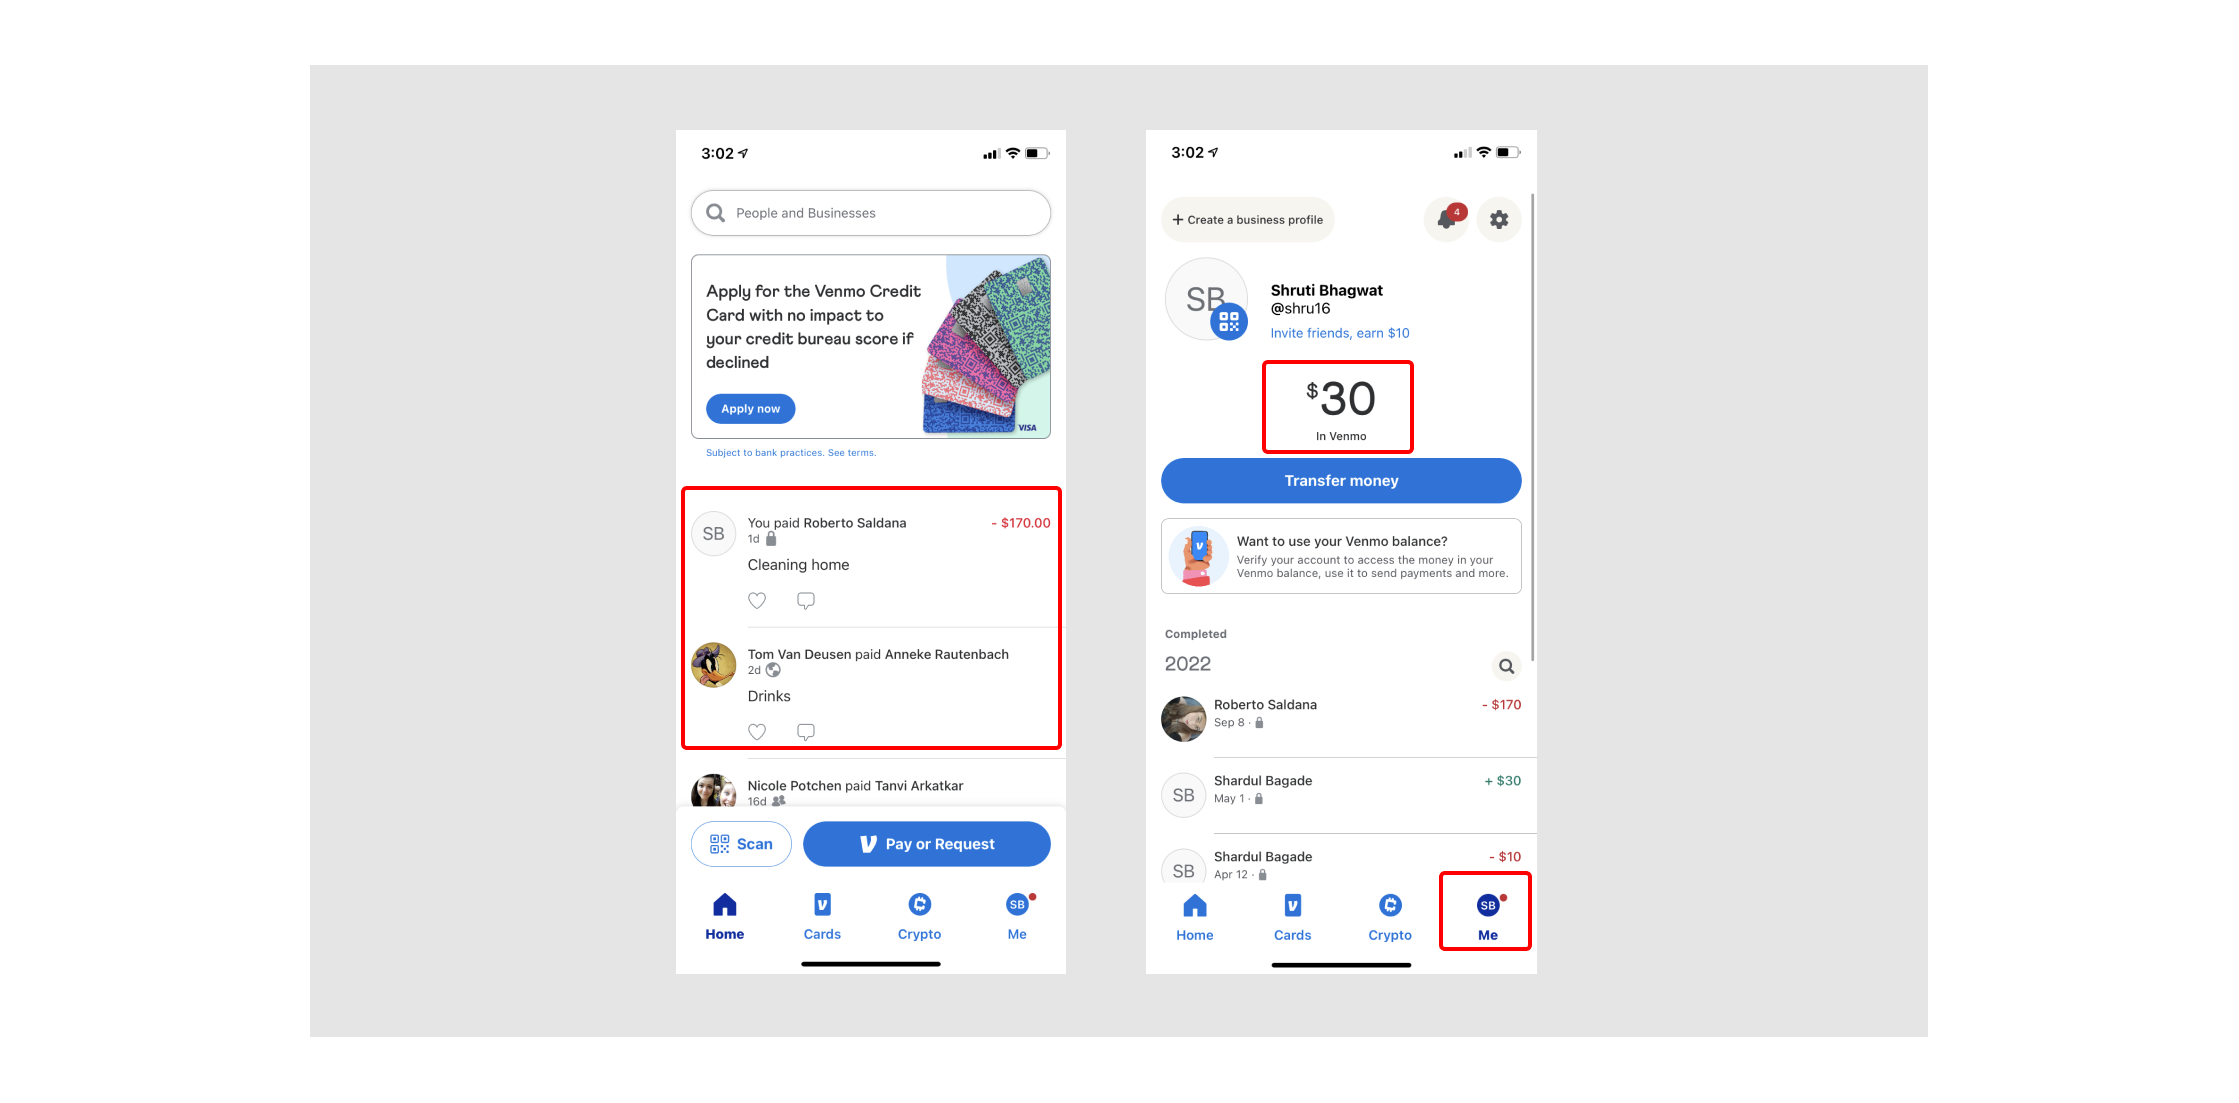 3:02
People and Businesses
Apply for the Venmo Credit
Card with no impact to
your credit bureau score if
declined
Apply now
VISA
Subject to bank practices. See terms.
SB
You paid Roberto Saldana
- $170.00
1d
Cleaning home
Tom Van Deusen paid Anneke Rautenbach
2d
Drinks
Nicole Potchen paid Tanvi Arkatkar
16d
Scan
Pay or Request
SB
Home
Cards
Crypto
Me
3:02
+ Create a business profile
4
SB
Shruti Bhagwat
@shru16
Invite friends, earn $10
$30
In Venmo
Transfer money
Want to use your Venmo balance?
Verify your account to access the money in your
Venmo balance, use it to send payments and more.
Completed
2022
Roberto Saldana
- $170
Sep 8 ·
SB
Shardul Bagade
+ $30
May 1 ·
SB
Shardul Bagade
- $10
Apr 12 ·
SB
Home
Cards
Crypto
Me